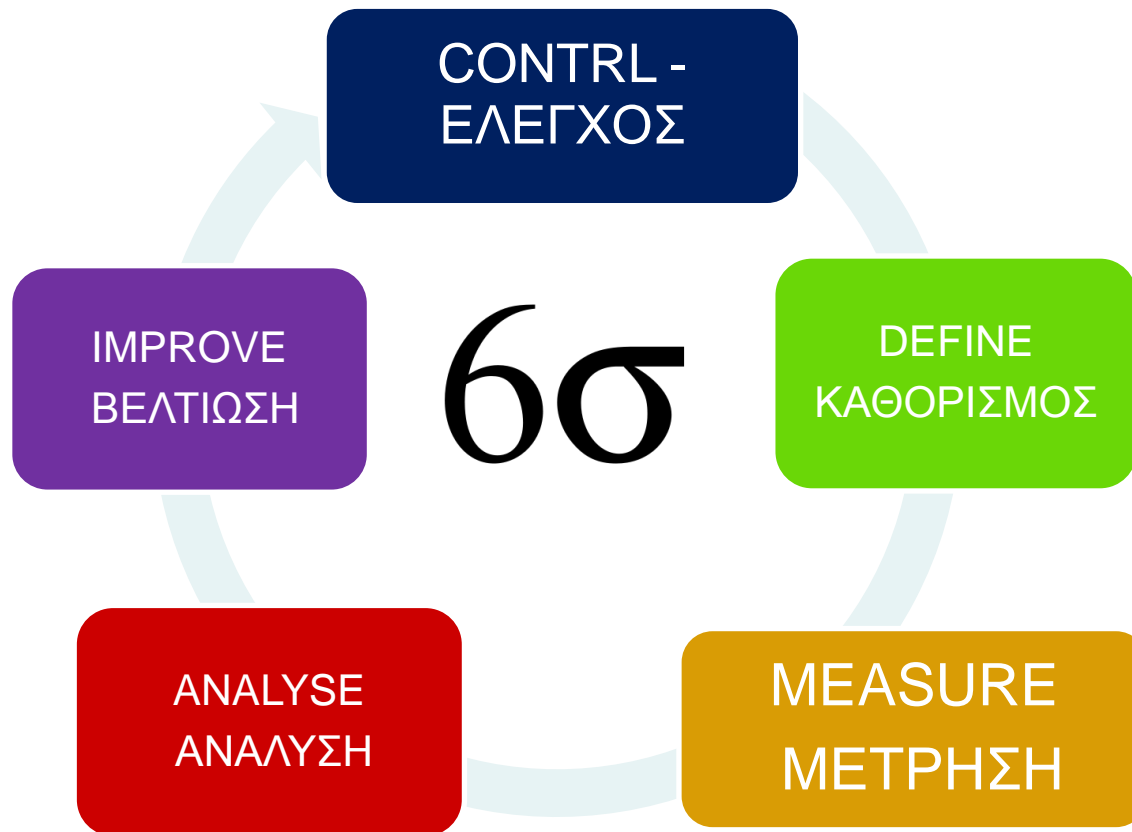 CONTRL -
ΕΛΕΓΧΟΣ
IMPROVE
ΒΕΛΤΙΩΣΗ
6σ
DEFINE
ΚΑΘΟΡΙΣΜΟΣ
ANALYSE
ΑΝΑΛΥΣΗ
MEASURE
ΜΕΤΡΗΣΗ